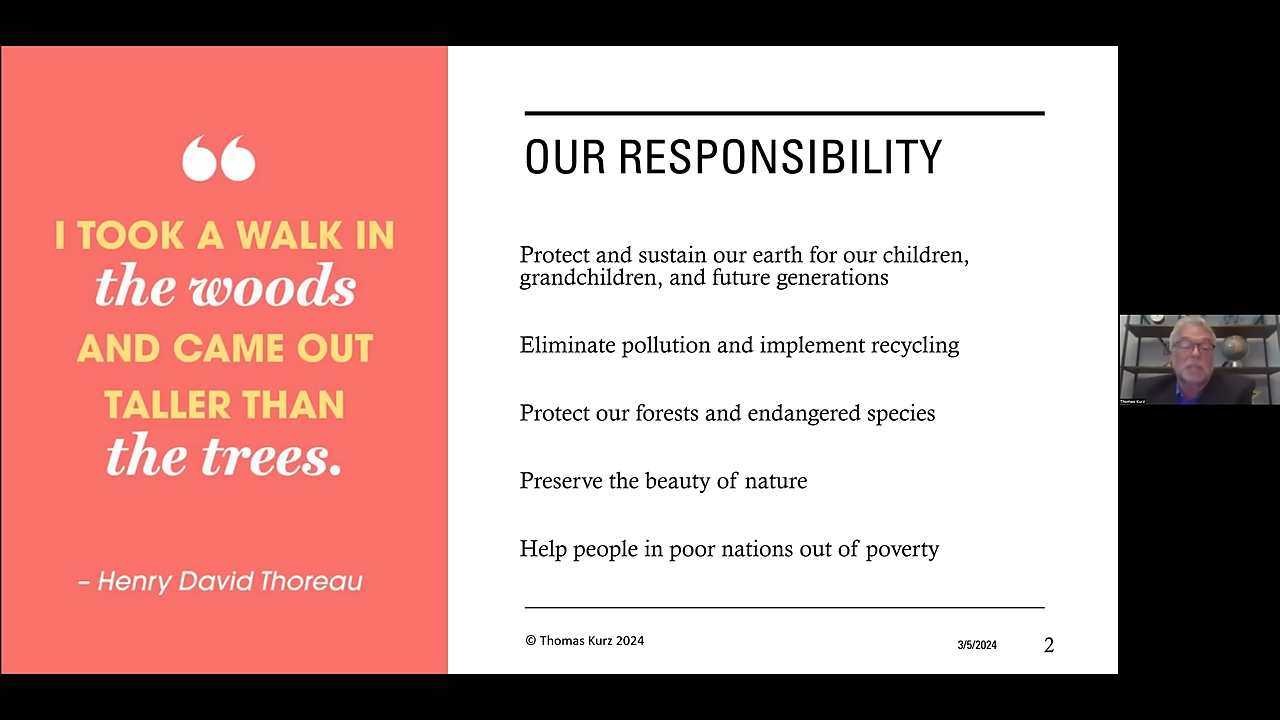 “
I TOOK A WALK IN
the woods
AND CAME OUT
TALLER THAN
the trees.
– Henry David Thoreau
OUR RESPONSIBILITY
Protect and sustain our earth for our children,
grandchildren, and future generations
Eliminate pollution and implement recycling
Protect our forests and endangered species
Preserve the beauty of nature
Help people in poor nations out of poverty
© Thomas Kurz 2024
3/5/2024
2
Thomas Kurz